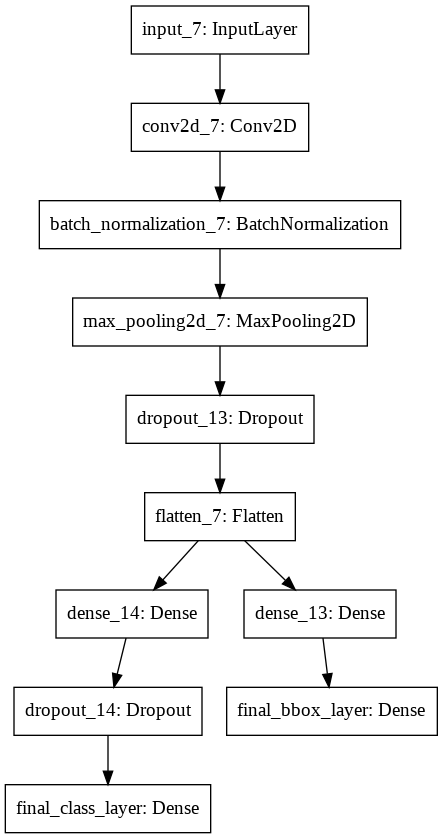 input_7: InputLayer
conv2d_7: Conv2D
batch_normalization_7: BatchNormalization
max_pooling2d_7: MaxPooling2D
dropout_13: Dropout
flatten_7: Flatten
dense_14: Dense
dense_13: Dense
dropout_14: Dropout
final_bbox_layer: Dense
final_class_layer: Dense